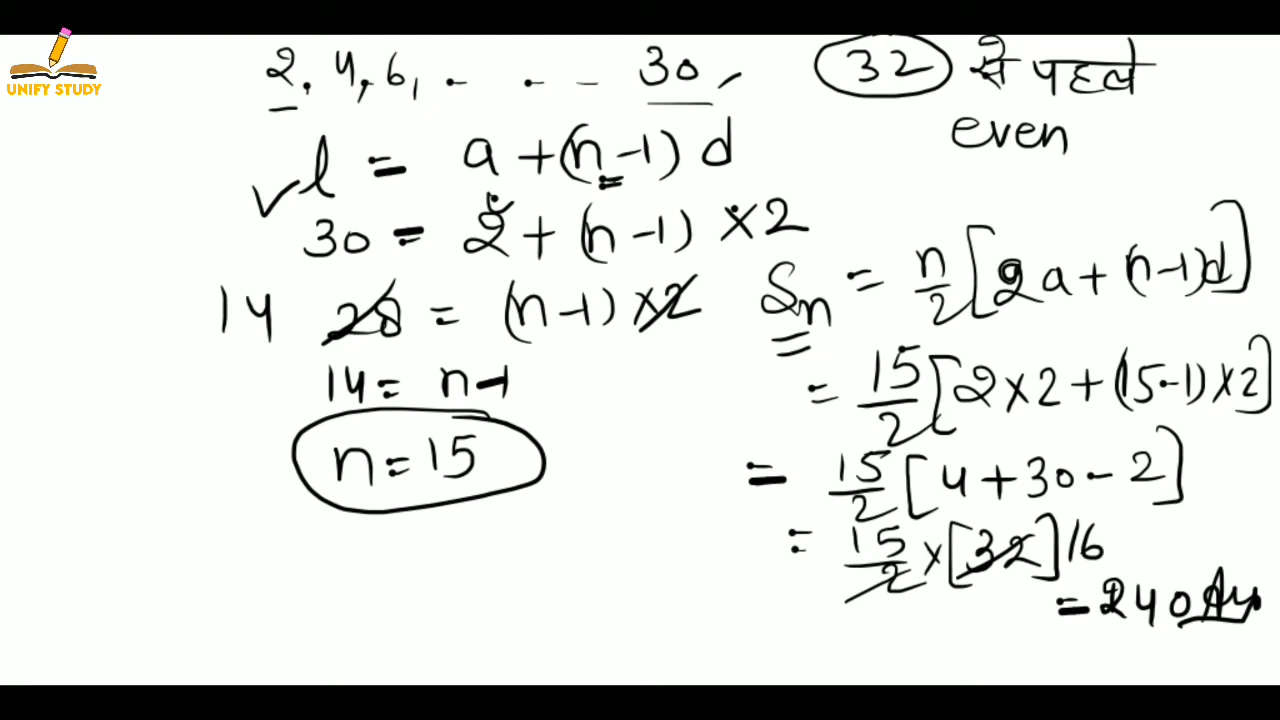 UNIFY STUDY
2, 4, 6, . . - 30,
32 से पहले
even
l = a + (n - 1) d
30 = 2 + (n - 1) × 2
14 28 = (n - 1) × 2
14 = n - 1
n = 15
Sn = n/2 [2a + (n - 1)d]
= 15/2 [2 × 2 + (15 - 1) × 2]
= 15/2 [4 + 30 - 2]
= 15/2 × [32] 16
= 240 Ans